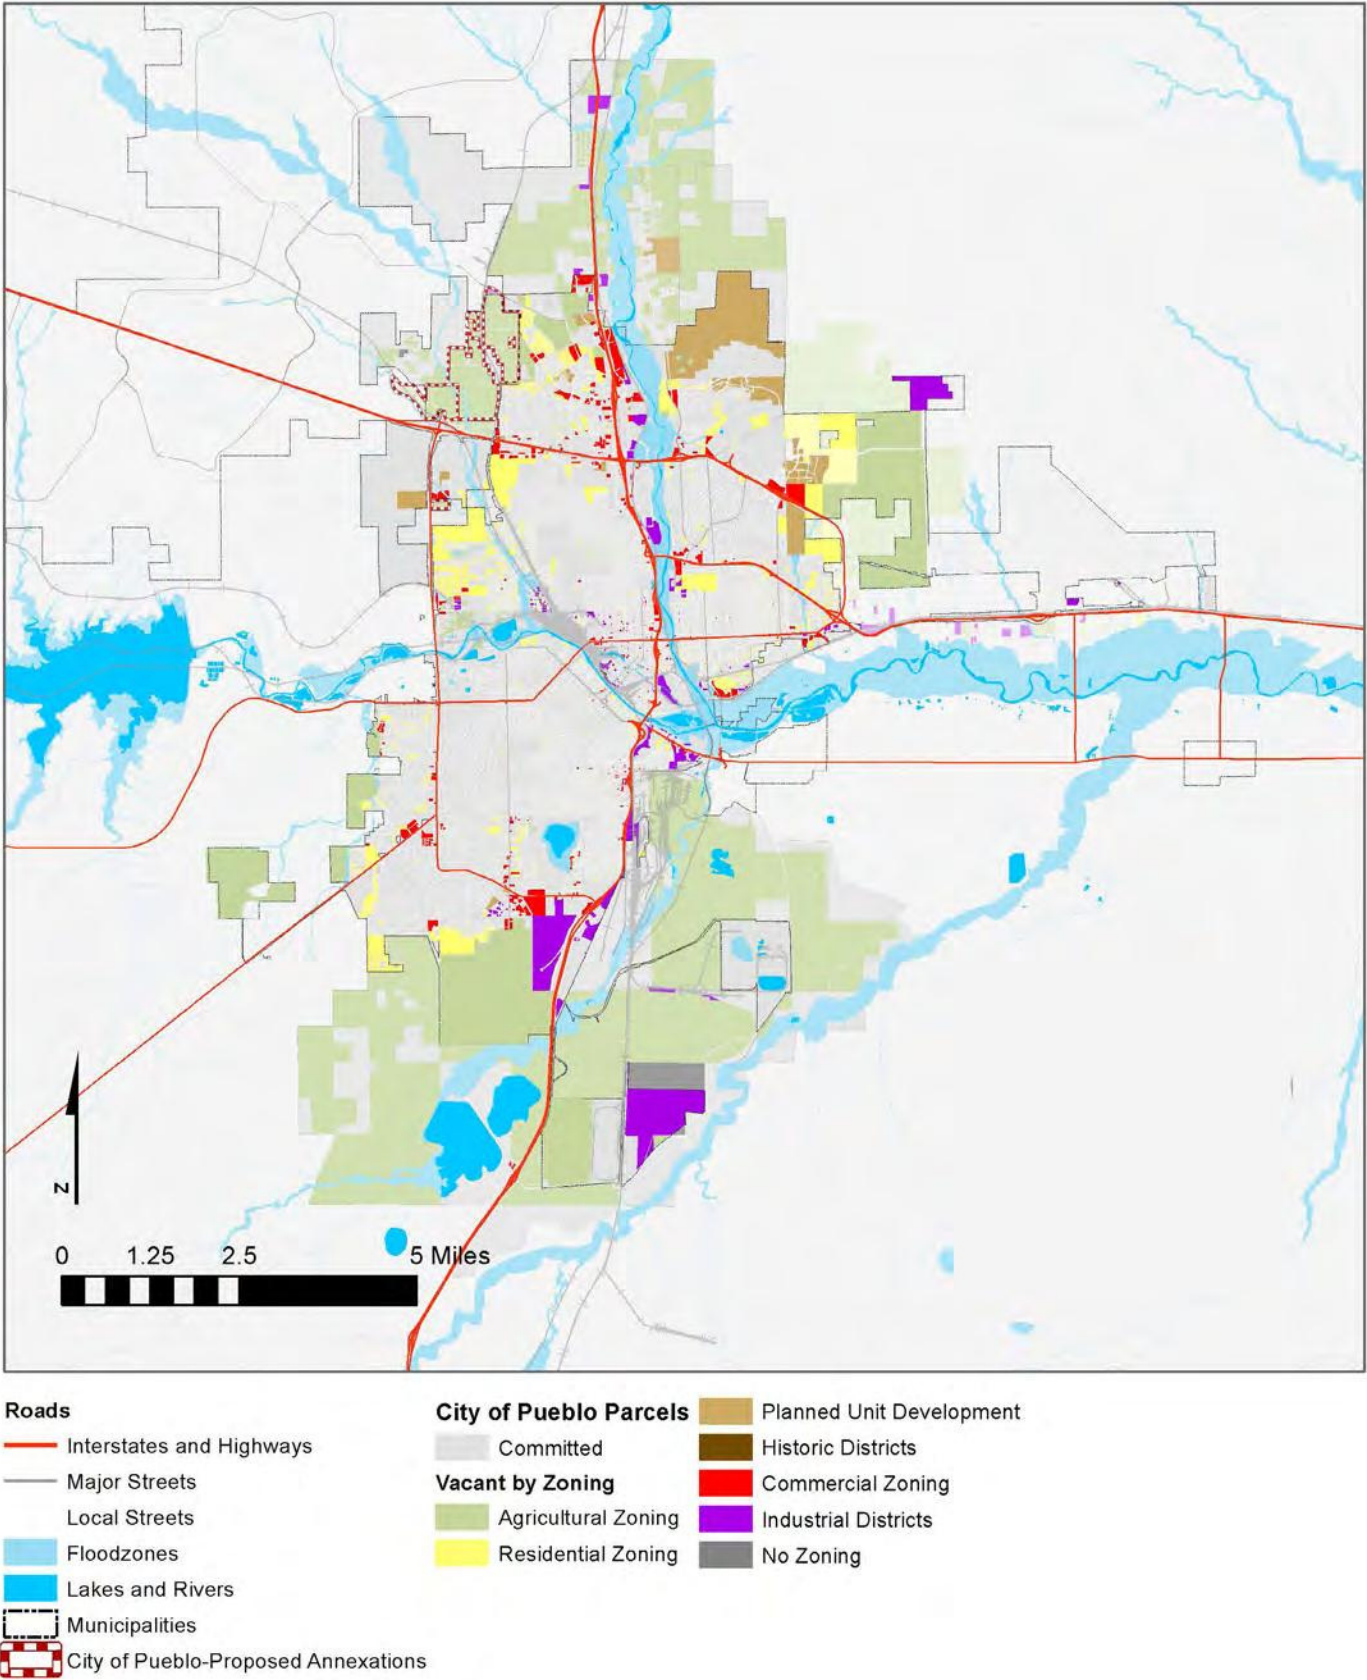 N
0 1.25 2.5 5 Miles
Roads
Interstates and Highways
Major Streets
Local Streets
Floodzones
Lakes and Rivers
Municipalities
City of Pueblo-Proposed Annexations
City of Pueblo Parcels
Committed
Vacant by Zoning
Agricultural Zoning
Residential Zoning
Planned Unit Development
Historic Districts
Commercial Zoning
Industrial Districts
No Zoning